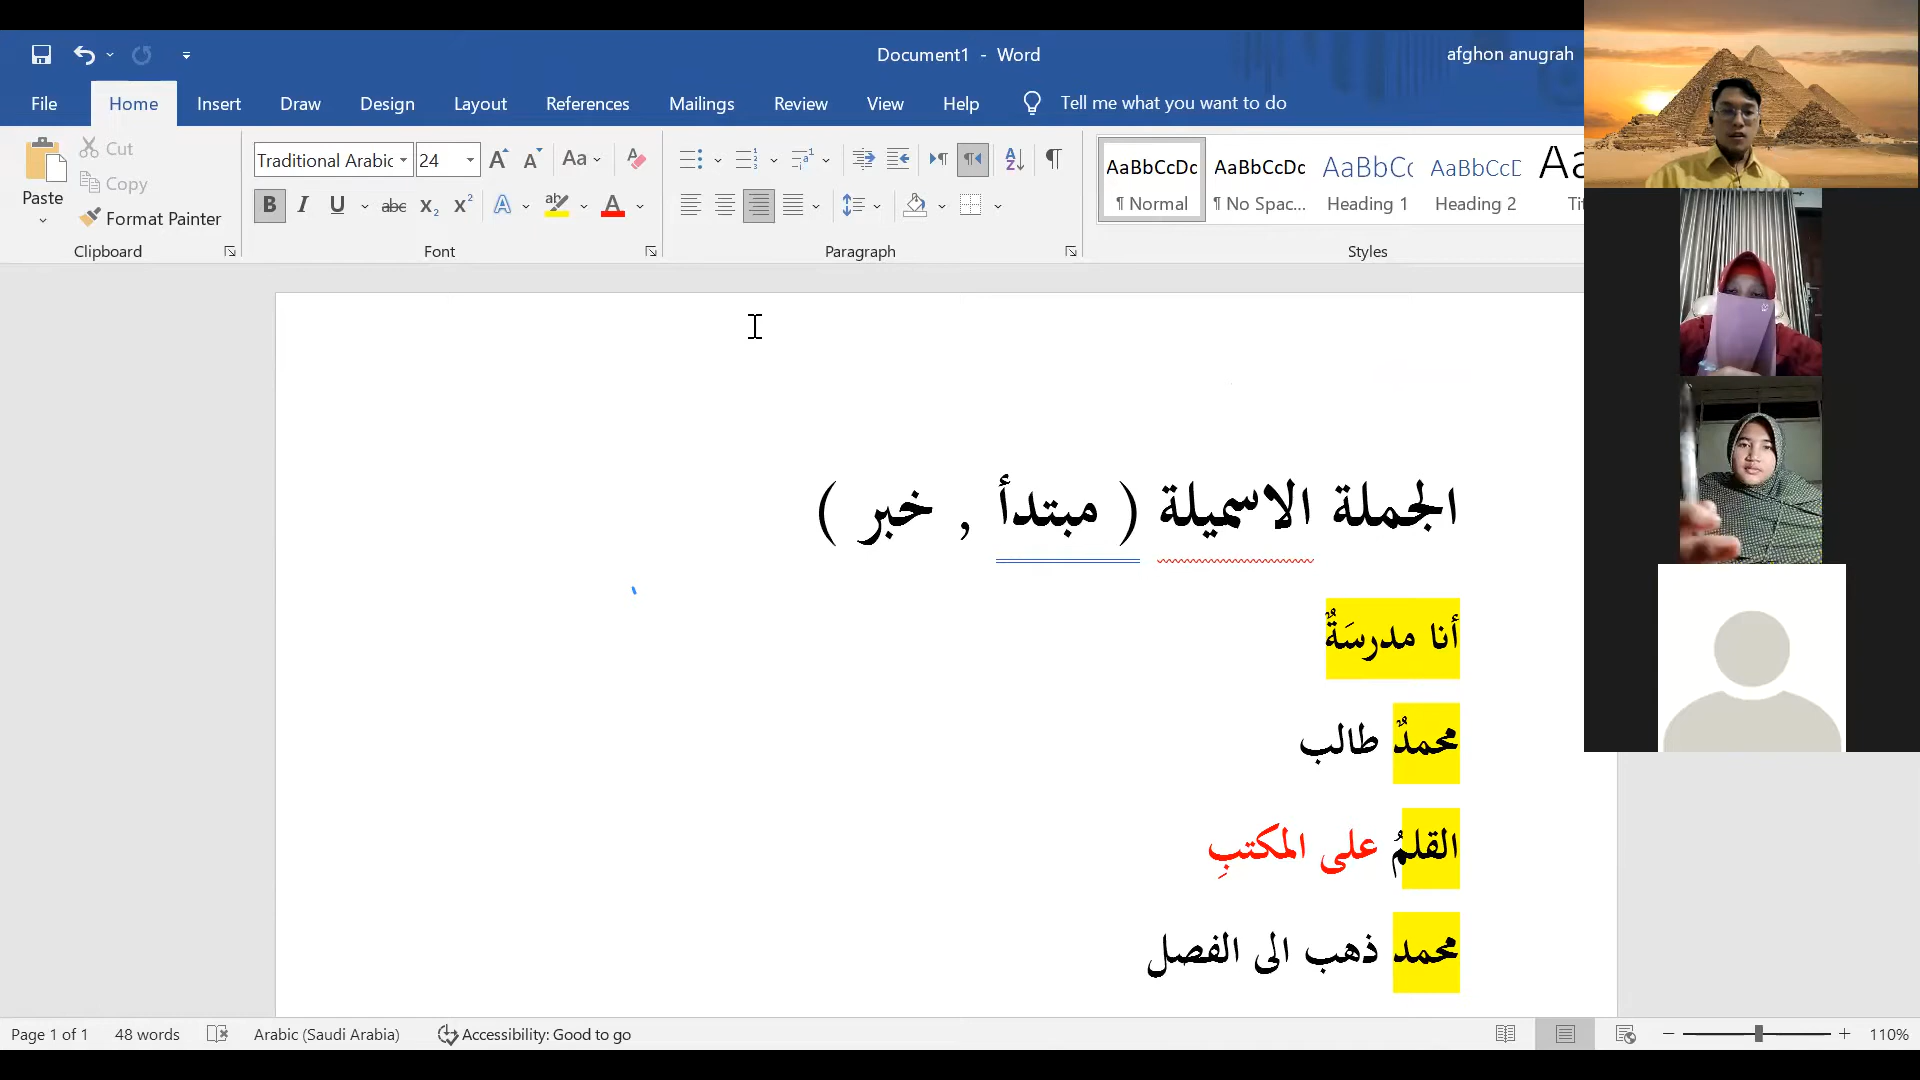 Document1 - Word
afghon anugrah
File Home Insert Draw Design Layout References Mailings Review View Help Tell me what you want to do
Paste
Cut
Copy
Format Painter
Clipboard
Traditional Arabic 24
Font
Paragraph
AaBbCcDc AaBbCcDc AaBbCc AaBbCcD Aa
¶ Normal ¶ No Spac... Heading 1 Heading 2
Styles
الجملة الاسميلة ( مبتدأ , خبر )
أنا مدرسَةٌ
محمدٌ طالب
القلمُ على المكتبِ
محمد ذهب الى الفصل
Page 1 of 1 48 words Arabic (Saudi Arabia) Accessibility: Good to go 110%